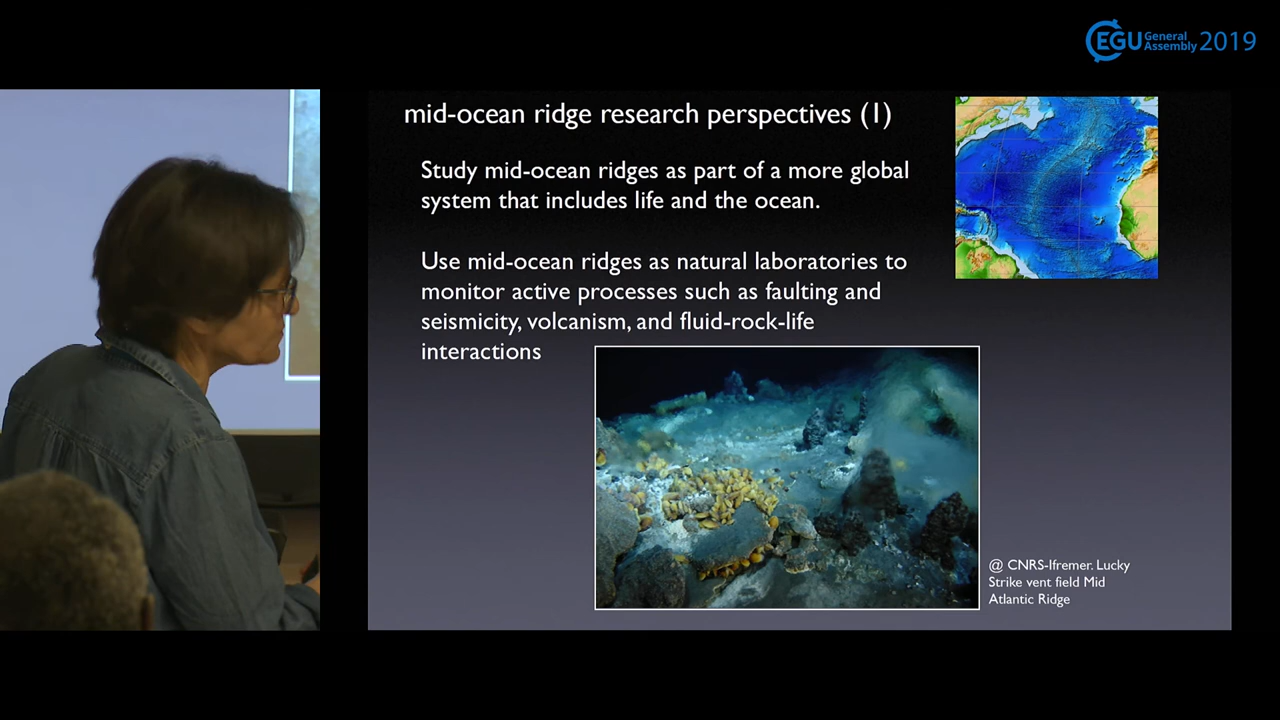 EGU General
Assembly 2019
mid-ocean ridge research perspectives (1)
Study mid-ocean ridges as part of a more global
system that includes life and the ocean.
Use mid-ocean ridges as natural laboratories to
monitor active processes such as faulting and
seismicity, volcanism, and fluid-rock-life
interactions
@ CNRS-Ifremer. Lucky
Strike vent field Mid
Atlantic Ridge